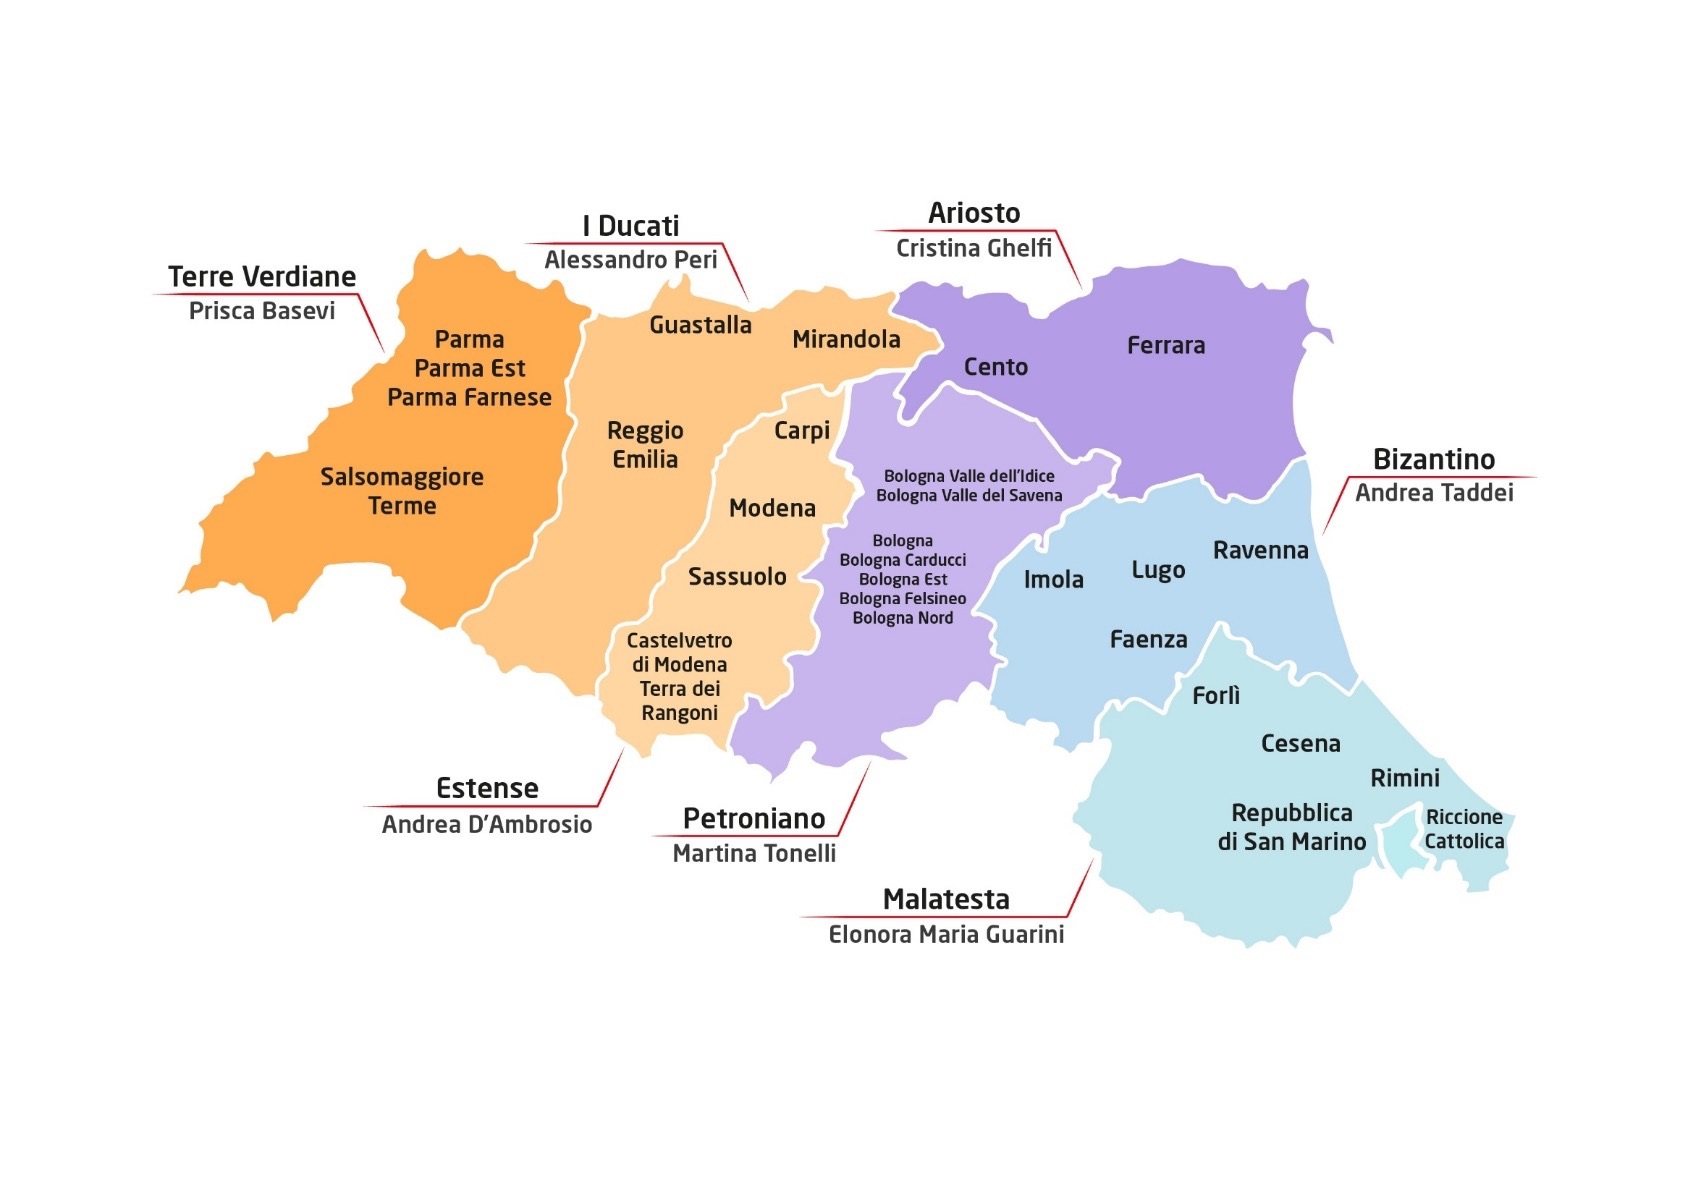 Terre Verdiane
Prisca Basevi
I Ducati
Alessandro Peri
Ariosto
Cristina Ghelfi
Bizantino
Andrea Taddei
Estense
Andrea D'Ambrosio
Petroniano
Martina Tonelli
Malatesta
Elonora Maria Guarini
Parma
Parma Est
Parma Farnese
Salsomaggiore
Terme
Guastalla
Mirandola
Reggio
Emilia
Carpi
Modena
Sassuolo
Castelvetro
di Modena
Terra dei
Rangoni
Cento
Ferrara
Bologna Valle dell'Idice
Bologna Valle del Savena
Bologna
Bologna Carducci
Bologna Est
Bologna Felsineo
Bologna Nord
Imola
Lugo
Ravenna
Faenza
Forlì
Cesena
Rimini
Repubblica
di San Marino
Riccione
Cattolica